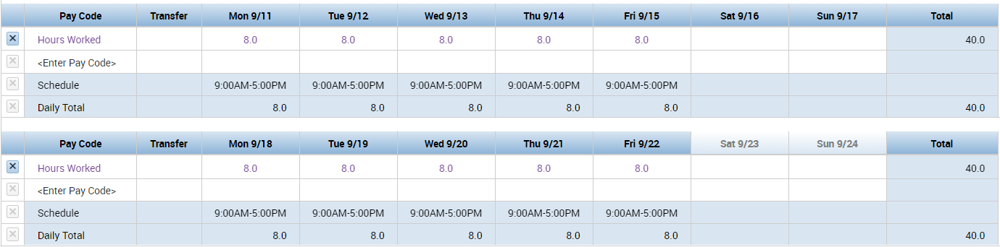 Pay Code Transfer Mon 9/11 Tue 9/12 Wed 9/13 Thu 9/14 Fri 9/15 Sat 9/16 Sun 9/17 Total
Hours Worked 8.0 8.0 8.0 8.0 8.0 40.0
<Enter Pay Code>
Schedule 9:00AM-5:00PM 9:00AM-5:00PM 9:00AM-5:00PM 9:00AM-5:00PM 9:00AM-5:00PM
Daily Total 8.0 8.0 8.0 8.0 8.0 40.0
Pay Code Transfer Mon 9/18 Tue 9/19 Wed 9/20 Thu 9/21 Fri 9/22 Sat 9/23 Sun 9/24 Total
Hours Worked 8.0 8.0 8.0 8.0 8.0 40.0
<Enter Pay Code>
Schedule 9:00AM-5:00PM 9:00AM-5:00PM 9:00AM-5:00PM 9:00AM-5:00PM 9:00AM-5:00PM
Daily Total 8.0 8.0 8.0 8.0 8.0 40.0